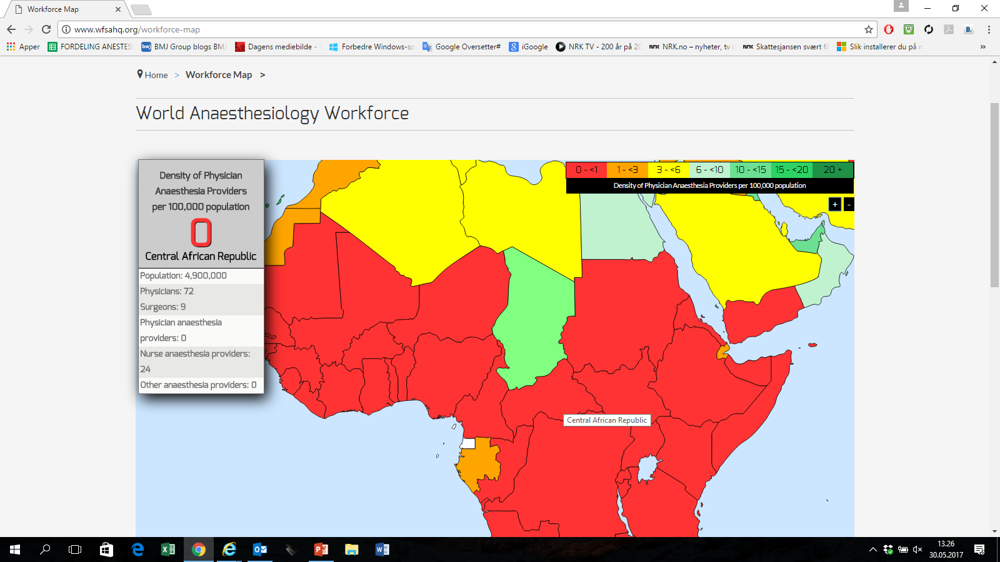 Workforce Map
www.wfsahq.org/workforce-map
Apper
FORDELING ANESTES
BMJ Group blogs BMJ
Dagens mediebilde -
Forbedre Windows-sø
Google Oversetter#
iGoogle
NRK TV - 200 år på 20
NRK.no – nyheter, tv o
Skattesjansen svært få
Slik installerer du på n
Home > Workforce Map >
World Anaesthesiology Workforce
Density of Physician
Anaesthesia Providers
per 100,000 population
0
Central African Republic
Population: 4,900,000
Physicians: 72
Surgeons: 9
Physician anaesthesia
providers: 0
Nurse anaesthesia providers:
24
Other anaesthesia providers: 0
0 - <1 1 - <3 3 - <6 6 - <10 10 - <15 15 - <20 20 +
Density of Physician Anaesthesia Providers per 100,000 population
+ -
Central African Republic
13.26
30.05.2017